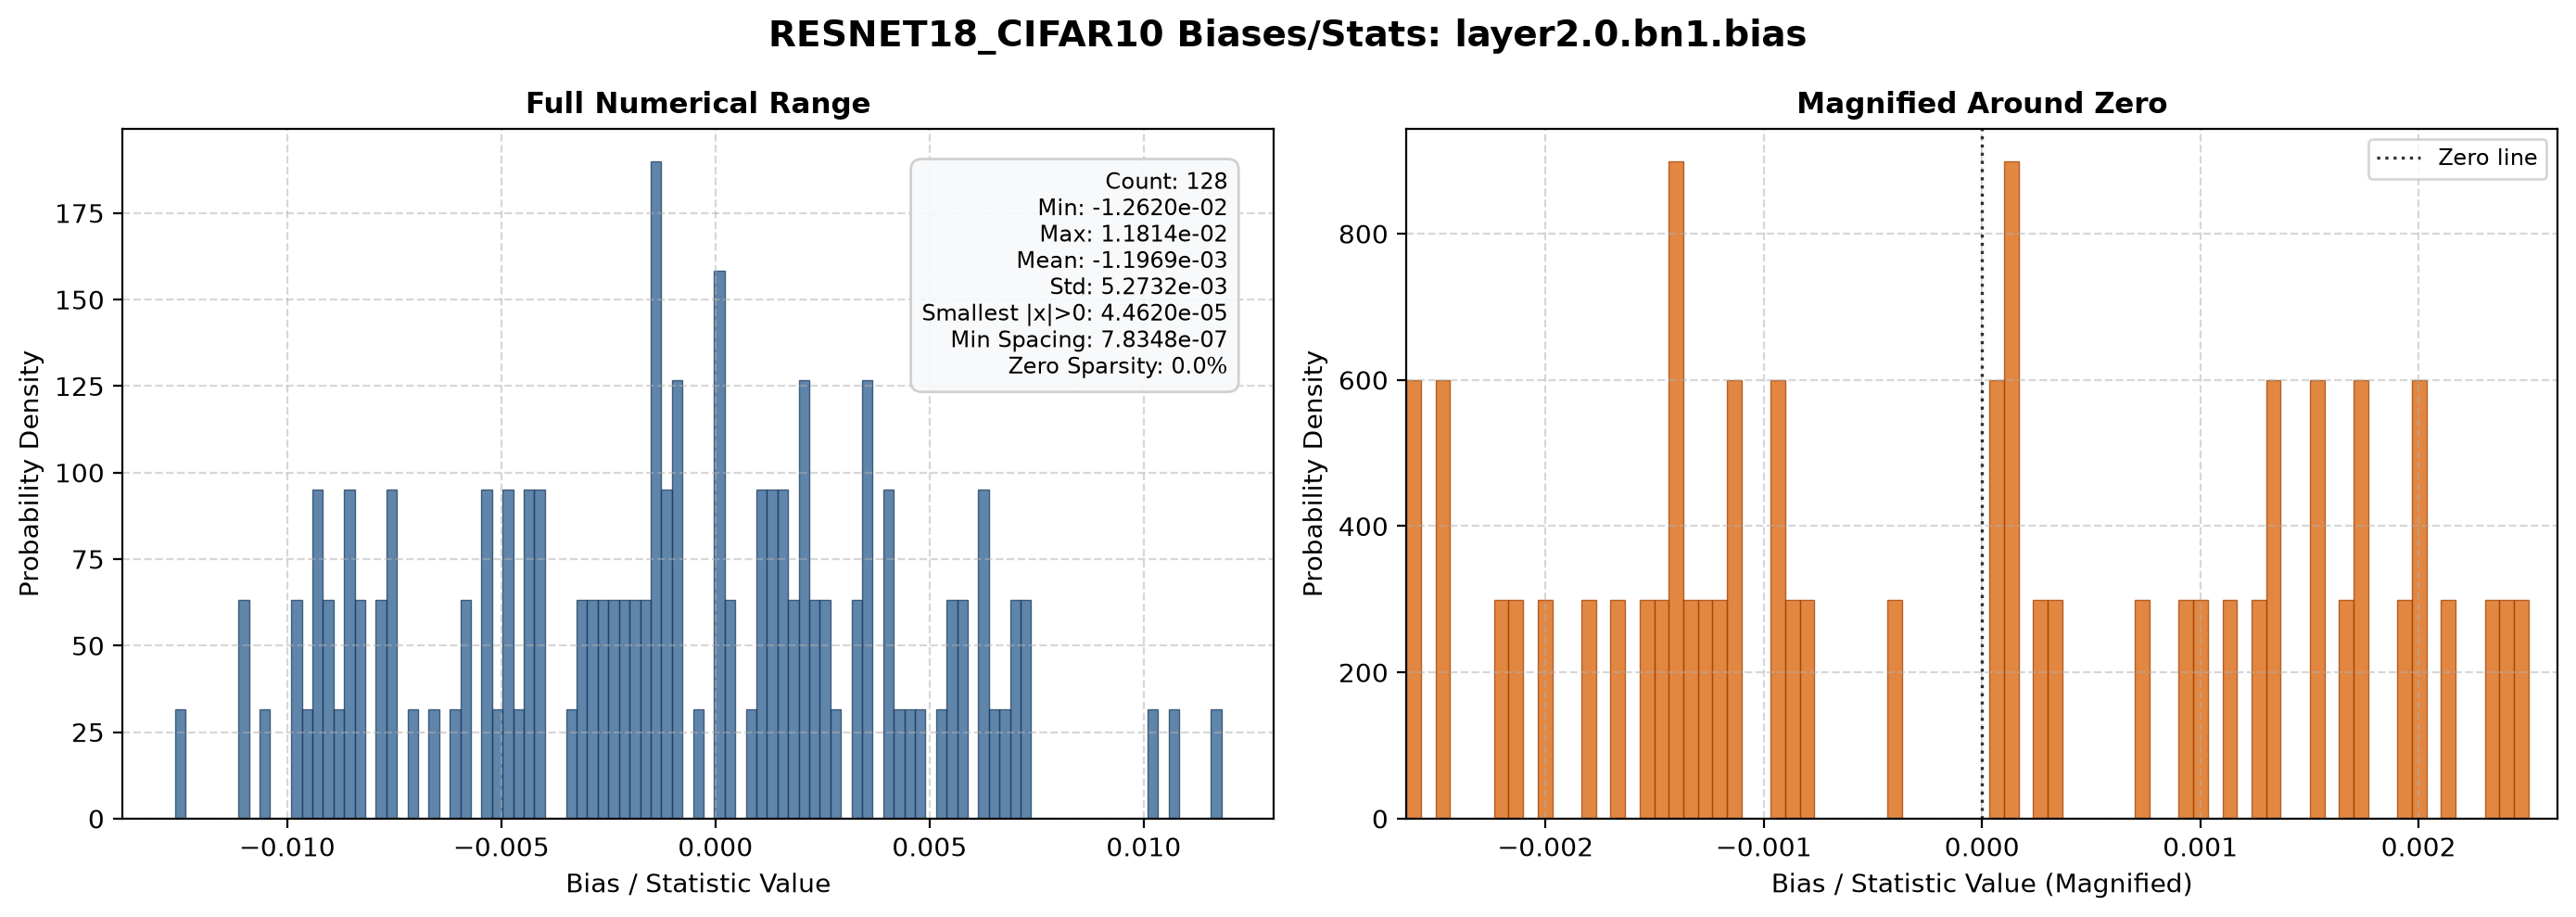 RESNET18_CIFAR10 Biases/Stats: layer2.0.bn1.bias
Full Numerical Range
Probability Density
175
150
125
100
75
50
25
0
Count: 128
Min: -1.2620e-02
Max: 1.1814e-02
Mean: -1.1969e-03
Std: 5.2732e-03
Smallest |x|>0: 4.4620e-05
Min Spacing: 7.8348e-07
Zero Sparsity: 0.0%
−0.010 −0.005 0.000 0.005 0.010
Bias / Statistic Value
Magnified Around Zero
Probability Density
800
600
400
200
0
Zero line
−0.002 −0.001 0.000 0.001 0.002
Bias / Statistic Value (Magnified)